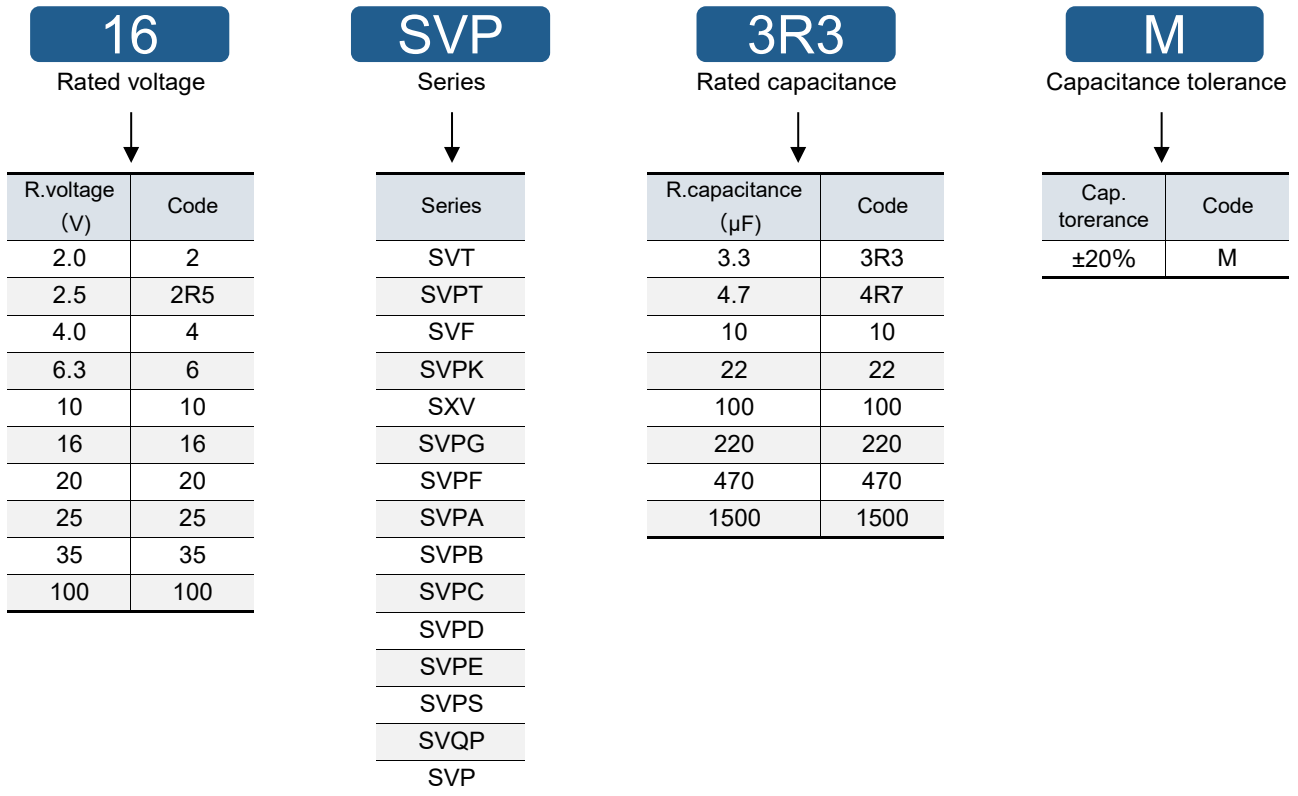 16 SVP 3R3 M
Rated voltage Series Rated capacitance Capacitance tolerance
R.voltage
（V)
Code
2.0 2
2.5 2R5
4.0 4
6.3 6
10 10
16 16
20 20
25 25
35 35
100 100
Series
SVT
SVPT
SVF
SVPK
SXV
SVPG
SVPF
SVPA
SVPB
SVPC
SVPD
SVPE
SVPS
SVQP
SVP
R.capacitance
（µF)
Code
3.3 3R3
4.7 4R7
10 10
22 22
100 100
220 220
470 470
1500 1500
Cap.
torerance
Code
±20% M